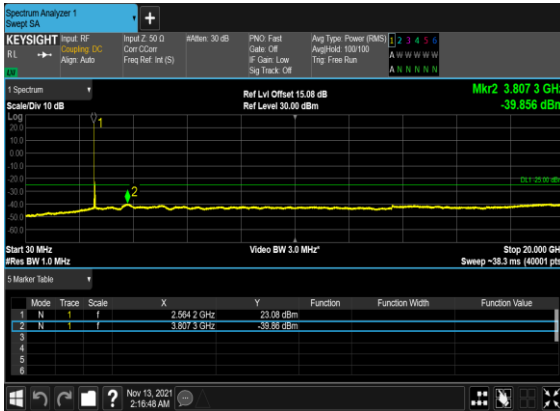 Spectrum Analyzer 1
Swept SA
+
KEYSIGHT Input: RF Input Z: 50 Ω #Atten: 30 dB PNO: Fast Avg Type: Power (RMS) 1 2 3 4 5 6
RL Coupling: DC Corr CCorr Gate: Off Avg|Hold: 100/100 A W W W W W
Align: Auto Freq Ref: Int (S) IF Gain: Low Trig: Free Run
LXI Sig Track: Off A N N N N N
1 Spectrum Ref Lvl Offset 15.08 dB Mkr2 3.807 3 GHz
Scale/Div 10 dB Ref Level 30.00 dBm -39.856 dBm
Log
20.0
10.0
0.00
-10.0
-20.0
-30.0
-40.0
-50.0
-60.0
1
2
DL1 -25.00 dBm
Start 30 MHz Video BW 3.0 MHz* Stop 20.000 GHz
#Res BW 1.0 MHz Sweep ~38.3 ms (40001 pts)
5 Marker Table
Mode Trace Scale X Y Function Function Width Function Value
1 N 1 f 2.564 2 GHz 23.08 dBm
2 N 1 f 3.807 3 GHz -39.86 dBm
3
4
5
6
? Nov 13, 2021
2:16:48 AM